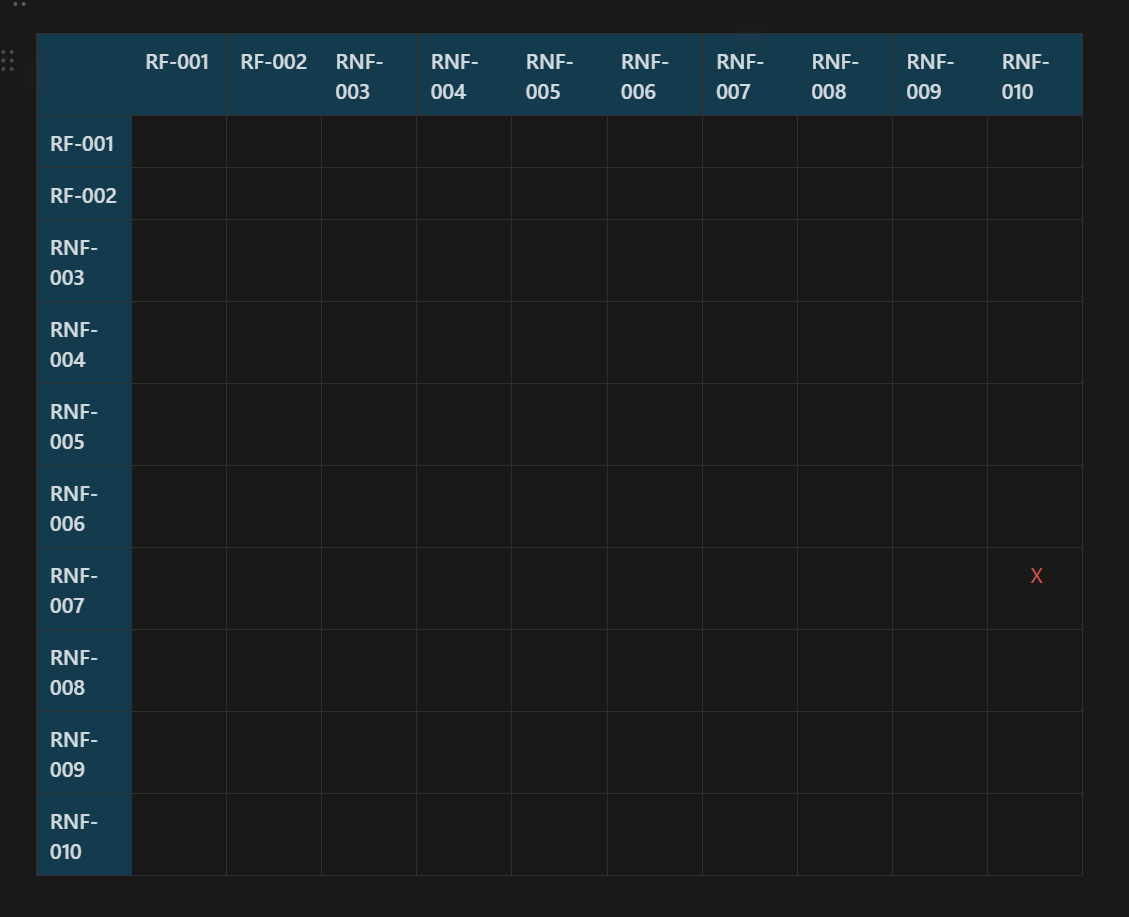 RF-001 RF-002 RNF- RNF- RNF- RNF- RNF- RNF- RNF- RNF-
003 004 005 006 007 008 009 010
RF-001
RF-002
RNF-
003
RNF-
004
RNF-
005
RNF-
006
RNF- X
007
RNF-
008
RNF-
009
RNF-
010